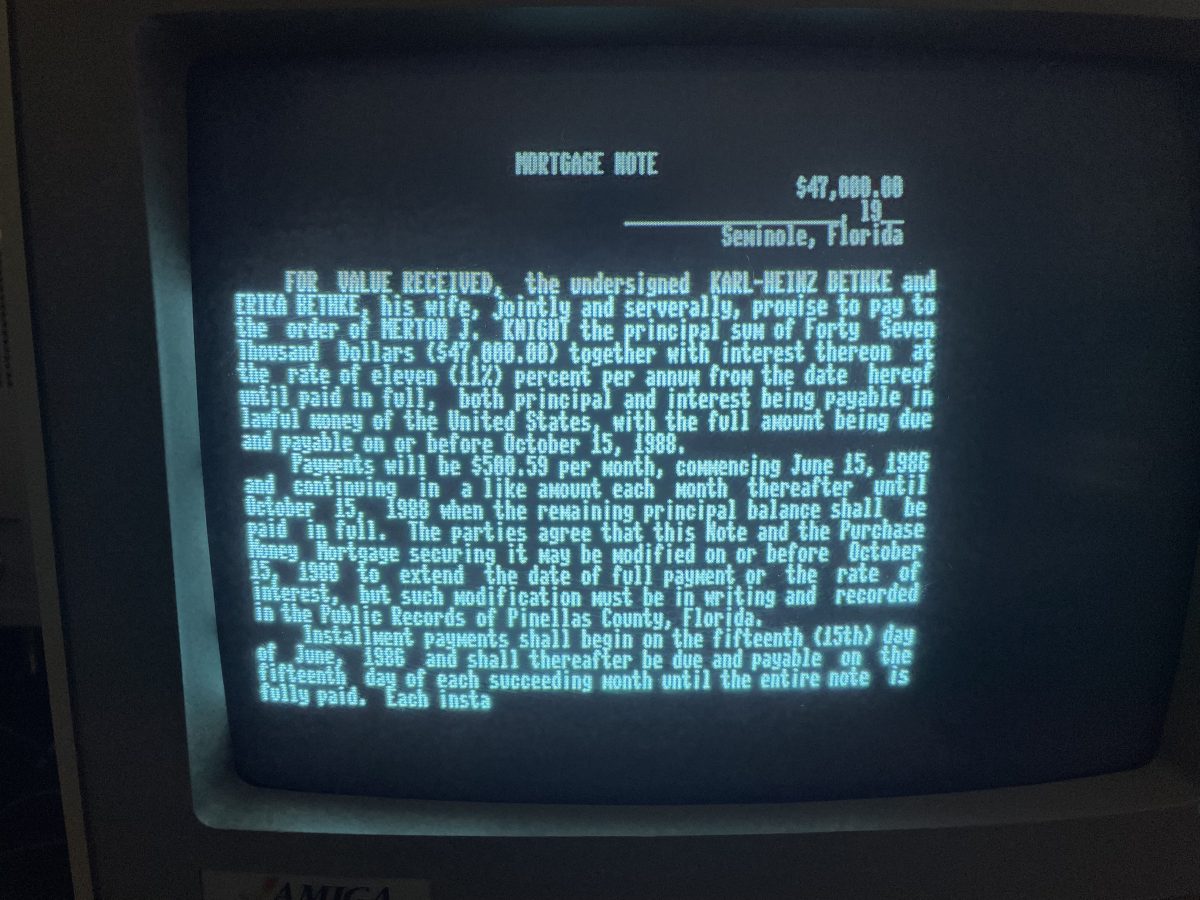 MORTGAGE NOTE
$47,000.00
____________________, 19__
Seminole, Florida
FOR VALUE RECEIVED, the undersigned KARL-HEINZ BETHKE and
ERIKA BETHKE, his wife, jointly and serverally, promise to pay to
the order of MERTON J. KNIGHT the principal sum of Forty Seven
Thousand Dollars ($47,000.00) together with interest thereon at
the rate of eleven (11%) percent per annum from the date hereof
until paid in full, both principal and interest being payable in
lawful money of the United States, with the full amount being due
and payable on or before October 15, 1988.
Payments will be $500.59 per month, commencing June 15, 1986
and continuing in a like amount each month thereafter until
October 15, 1988 when the remaining principal balance shall be
paid in full. The parties agree that this Note and the Purchase
Money Mortgage securing it may be modified on or before October
15, 1988 to extend the date of full payment or the rate of
interest, but such modification must be in writing and recorded
in the Public Records of Pinellas County, Florida.
Installment payments shall begin on the fifteenth (15th) day
of June, 1986 and shall thereafter be due and payable on the
fifteenth day of each succeeding month until the entire note is
fully paid. Each insta
AMIGA